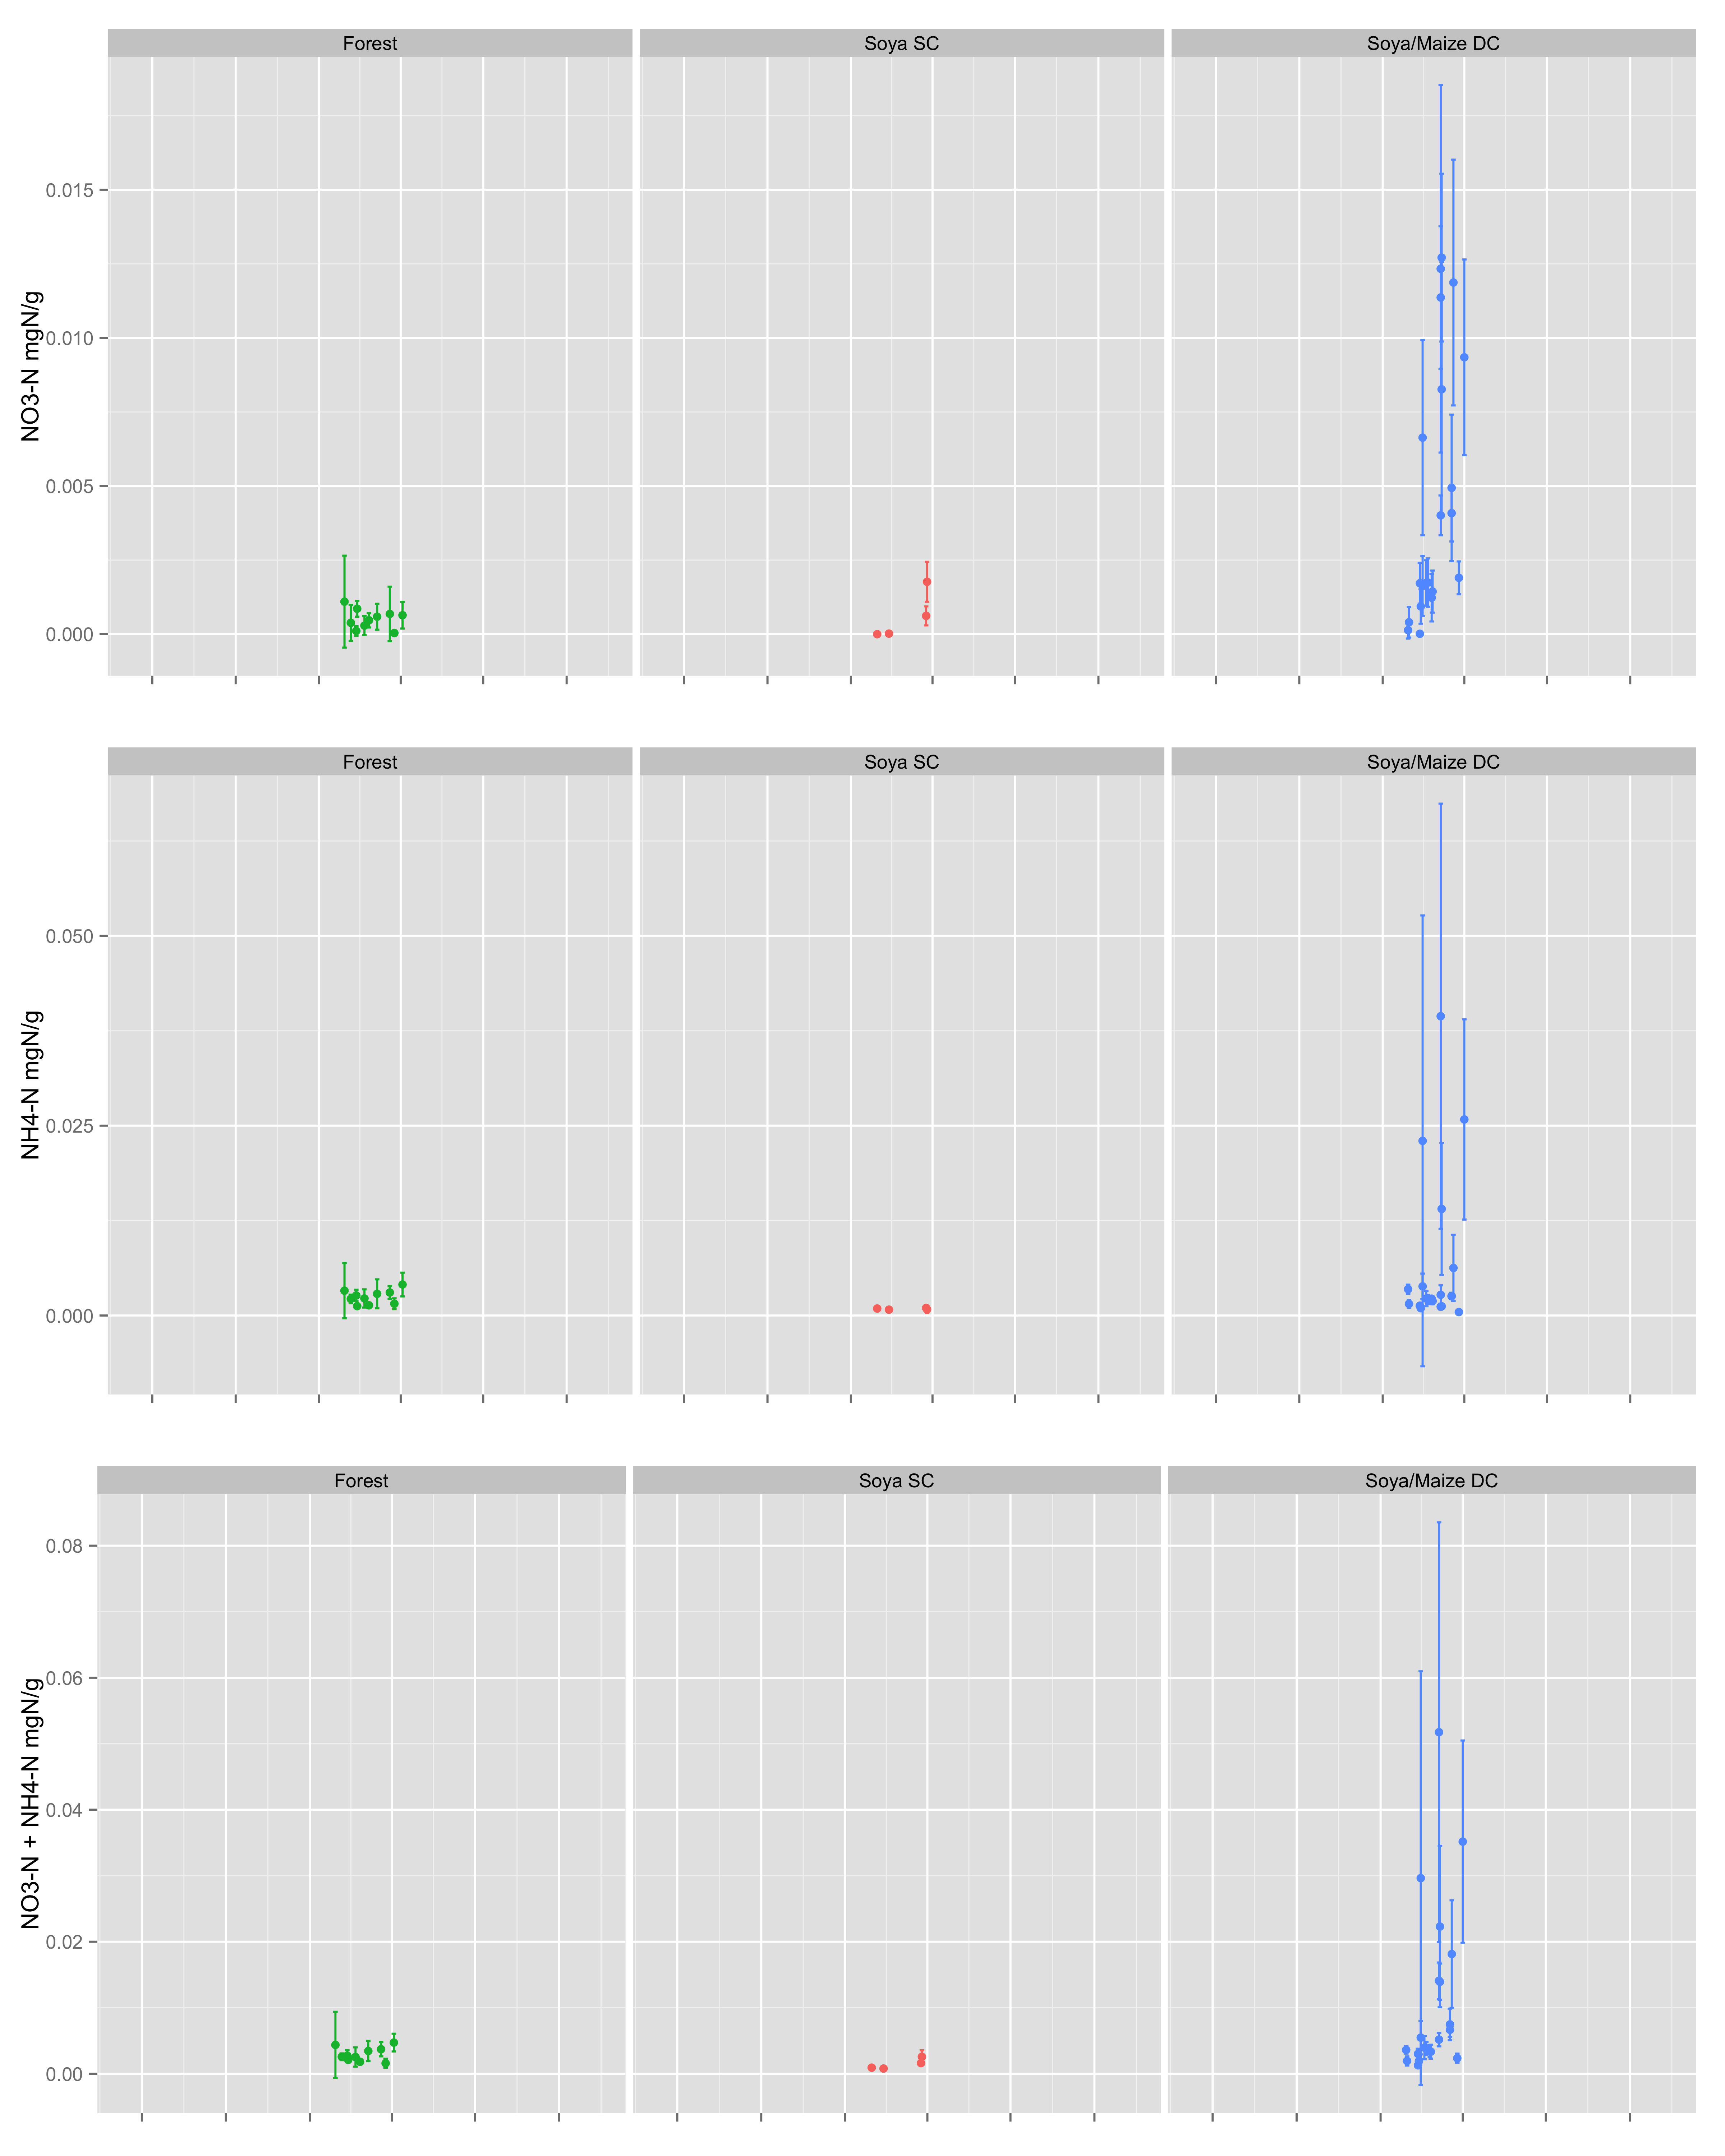 Forest Soya SC Soya/Maize DC
NO3-N mgN/g
0.015
0.010
0.005
0.000
Forest Soya SC Soya/Maize DC
NH4-N mgN/g
0.050
0.025
0.000
Forest Soya SC Soya/Maize DC
NO3-N + NH4-N mgN/g
0.08
0.06
0.04
0.02
0.00